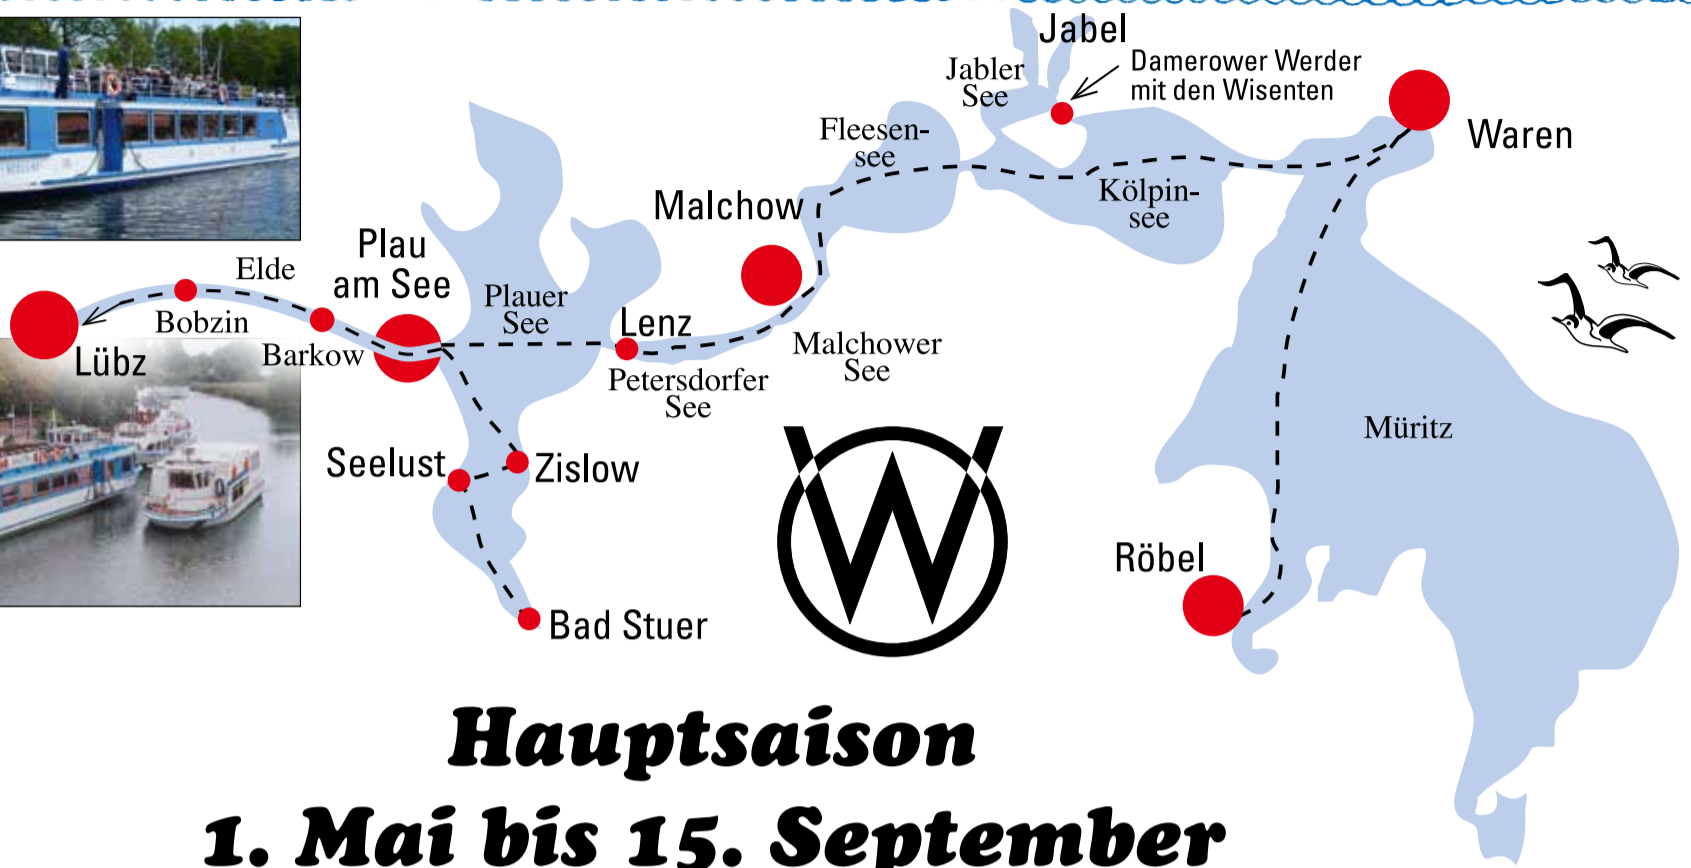 Jabel
Jabler
See
Damerower Werder
mit den Wisenten
Waren
Fleesen-
see
Kölpin-
see
Malchow
Plau
am See
Elde
Plauer
See
Bobzin
Lenz
Lübz
Barkow
Petersdorfer
See
Malchower
See
Müritz
Seelust
Zislow
W
Röbel
Bad Stuer
Hauptsaison
1. Mai bis 15. September